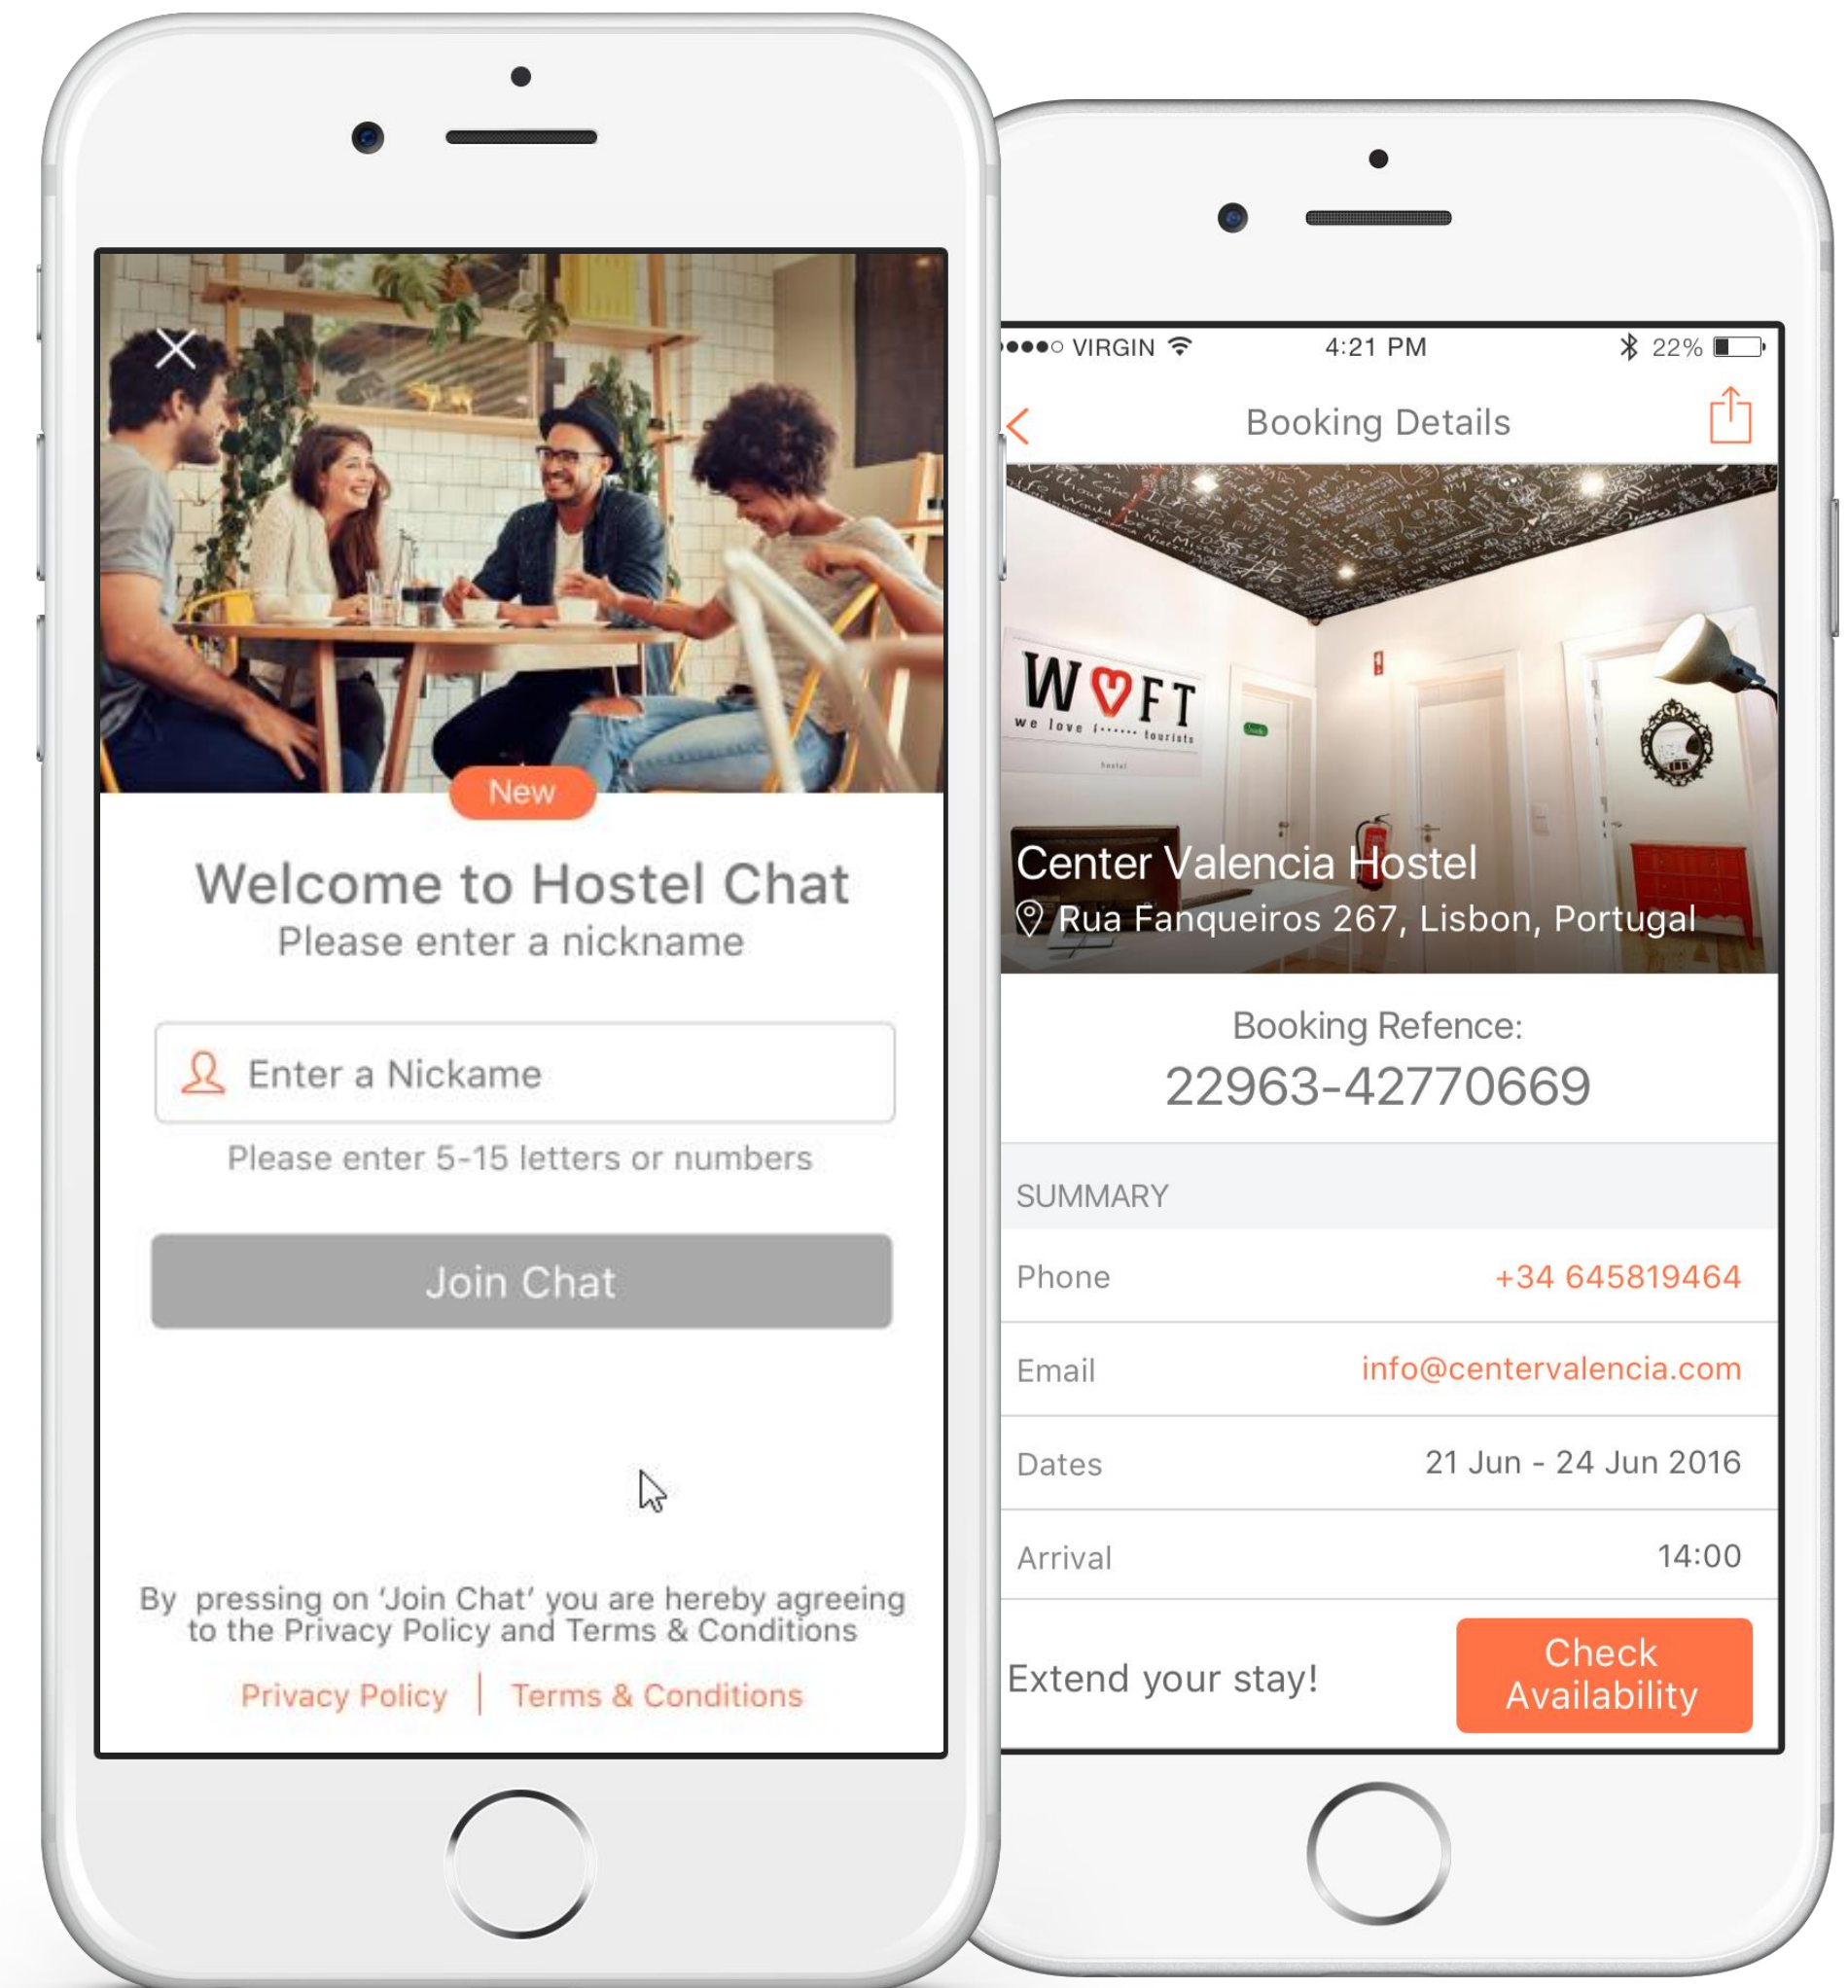 New
Welcome to Hostel Chat
Please enter a nickname
Enter a Nickame
Please enter 5-15 letters or numbers
Join Chat
By pressing on ‘Join Chat’ you are hereby agreeing
to the Privacy Policy and Terms & Conditions
Privacy Policy | Terms & Conditions
VIRGIN 4:21 PM 22%
Booking Details
W♥FT
we love f······ tourists
hostel
Center Valencia Hostel
Rua Fanqueiros 267, Lisbon, Portugal
Booking Refence:
22963-42770669
SUMMARY
Phone +34 645819464
Email info@centervalencia.com
Dates 21 Jun - 24 Jun 2016
Arrival 14:00
Extend your stay!
Check
Availability